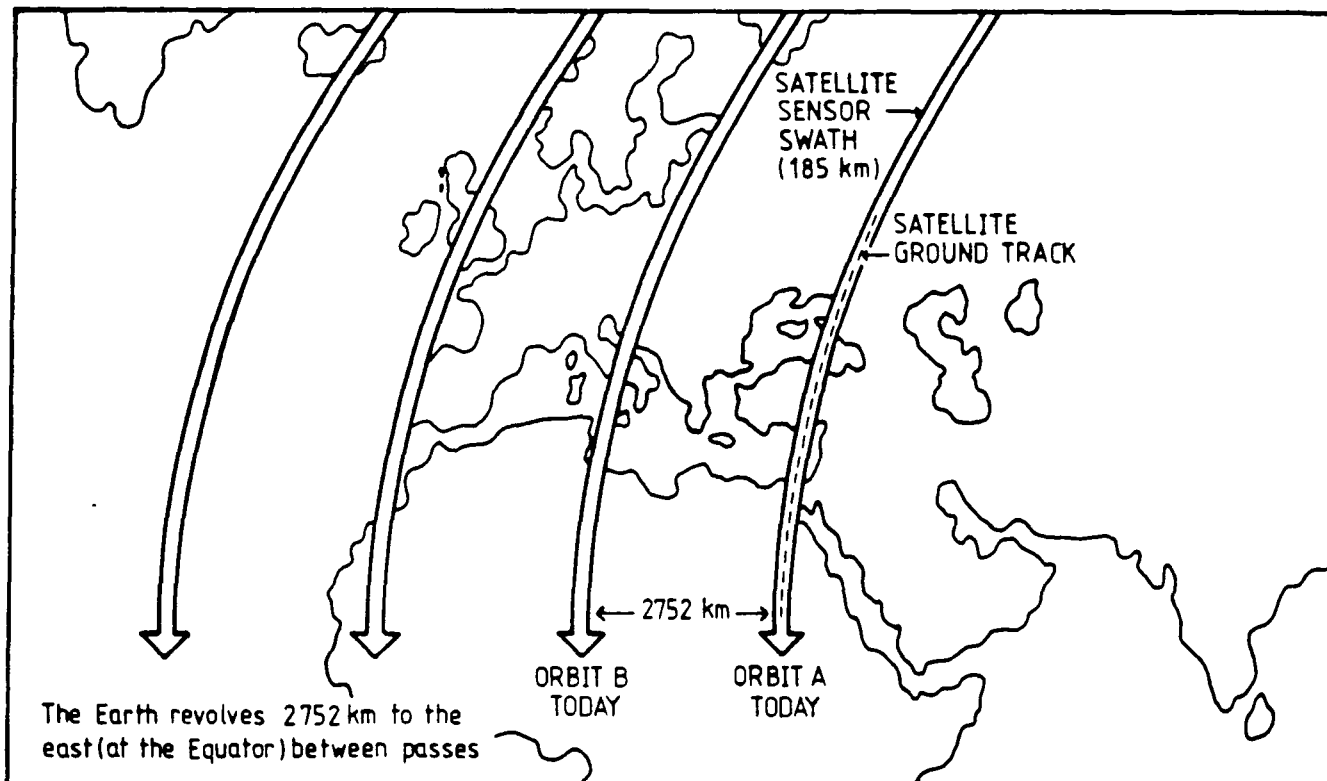 SATELLITE
SENSOR
SWATH
(185 km)
SATELLITE
GROUND TRACK
2752 km
ORBIT B
TODAY
ORBIT A
TODAY
The Earth revolves 2752 km to the
east (at the Equator) between passes